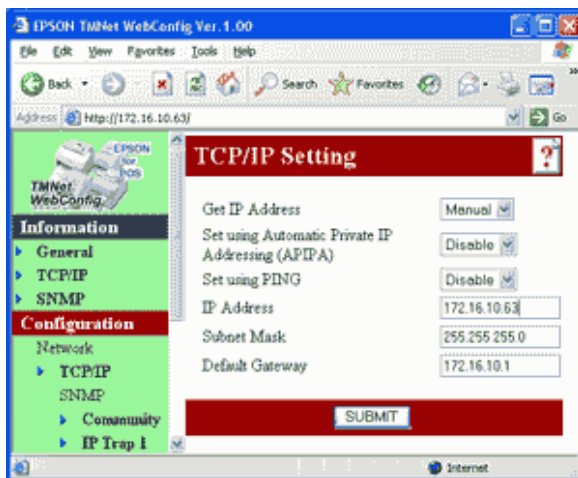 EPSON TMNet WebConfig Ver.1.00
File Edit View Favorites Tools Help
Back Search Favorites
Address http://172.16.10.63/ Go
EPSON
for
POS
TMNet
WebConfig
Information
General
TCP/IP
SNMP
Configuration
Network
TCP/IP
SNMP
Community
IP Trap 1
TCP/IP Setting
?
Get IP Address Manual
Set using Automatic Private IP
Addressing (APIPA) Disable
Set using PING Disable
IP Address 172.16.10.63
Subnet Mask 255.255.255.0
Default Gateway 172.16.10.1
SUBMIT
Internet